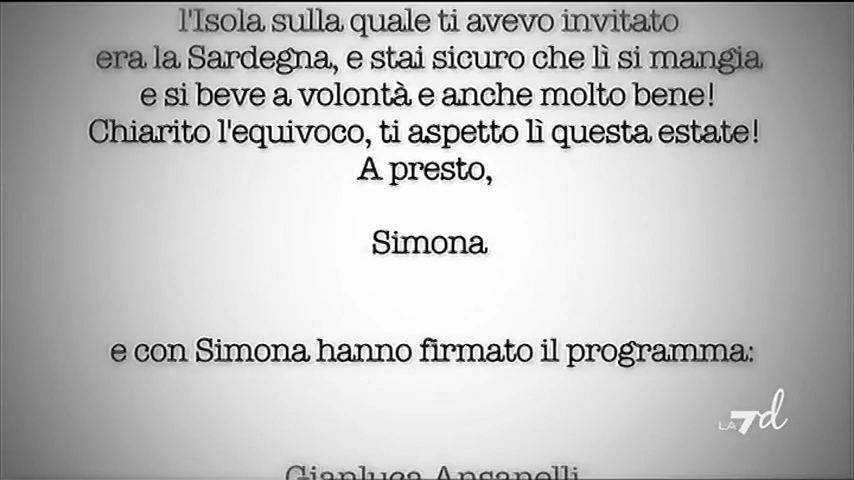 l'Isola sulla quale ti avevo invitato
era la Sardegna, e stai sicuro che lì si mangia
e si beve a volontà e anche molto bene!
Chiarito l'equivoco, ti aspetto lì questa estate!
A presto,
Simona
e con Simona hanno firmato il programma:
LA7d
Gianluca Ansanelli